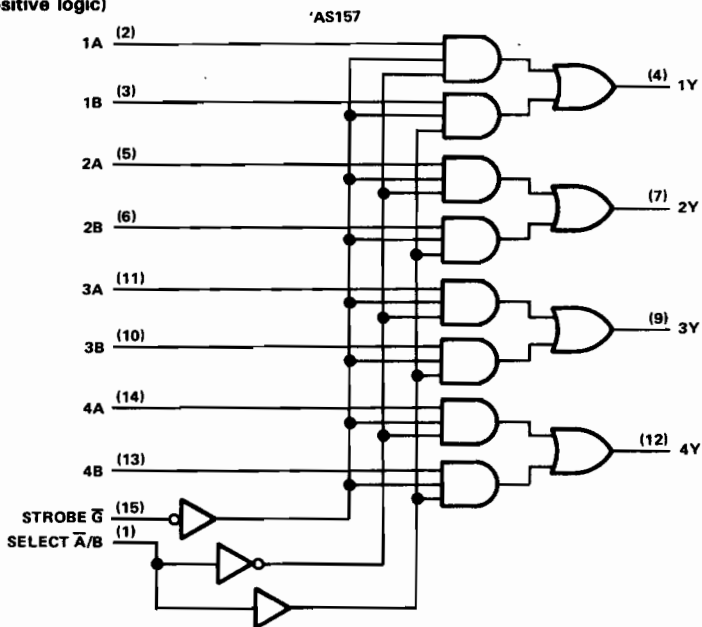 sitive logic)
'AS157
1A (2)
(4) 1Y
1B (3)
2A (5)
(7) 2Y
2B (6)
3A (11)
(9) 3Y
3B (10)
4A (14)
(12) 4Y
4B (13)
STROBE G̅ (15)
SELECT A̅/B (1)